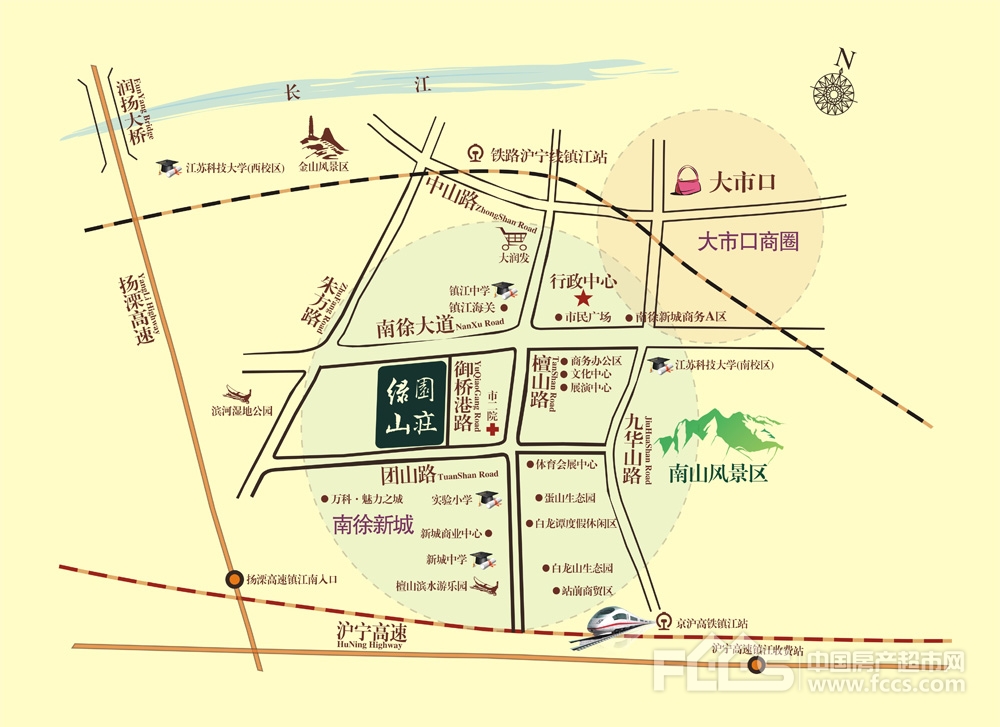 N
长 江
润扬大桥
RunYang Bridge
江苏科技大学(西校区)
金山风景区
铁路沪宁线镇江站
大市口
中山路
ZhongShan Road
大市口商圈
大润发
扬溧高速
YangLi Highway
朱方路
ZhuFang Road
镇江中学
镇江海关
行政中心
市民广场
南徐新城商务A区
南徐大道 NanXu Road
滨河湿地公园
绿园
山莊
御桥港路
YuQiaoGang Road
市二院
檀山路
TanShan Road
商务办公区
文化中心
展演中心
江苏科技大学(南校区)
九华山路
JiuHuaShan Road
南山风景区
团山路 TuanShan Road
体育会展中心
万科·魅力之城
实验小学
蛋山生态园
南徐新城
新城商业中心
白龙潭度假休闲区
新城中学
白龙山生态园
檀山滨水游乐园
站前商贸区
扬溧高速镇江南入口
京沪高铁镇江站
沪宁高速
HuNing Highway
沪宁高速镇江收费站
FCCS 中国房产超市网
www.fccs.com